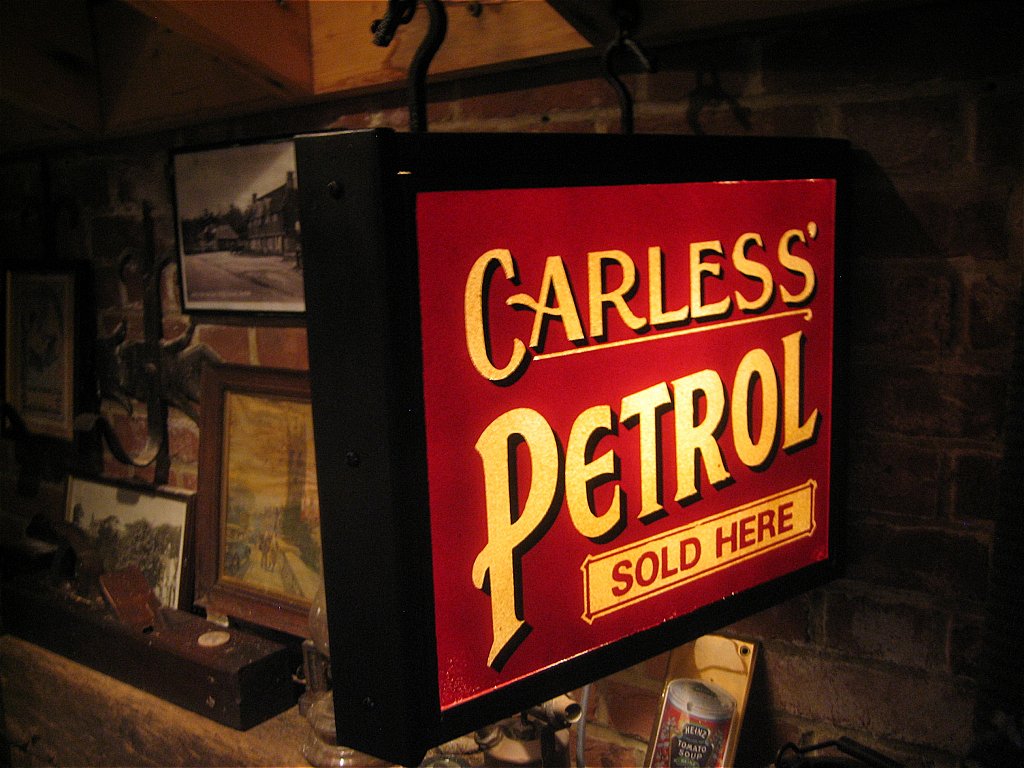 CARLESS'
PETROL
SOLD HERE
HEINZ
TOMATO
SOUP